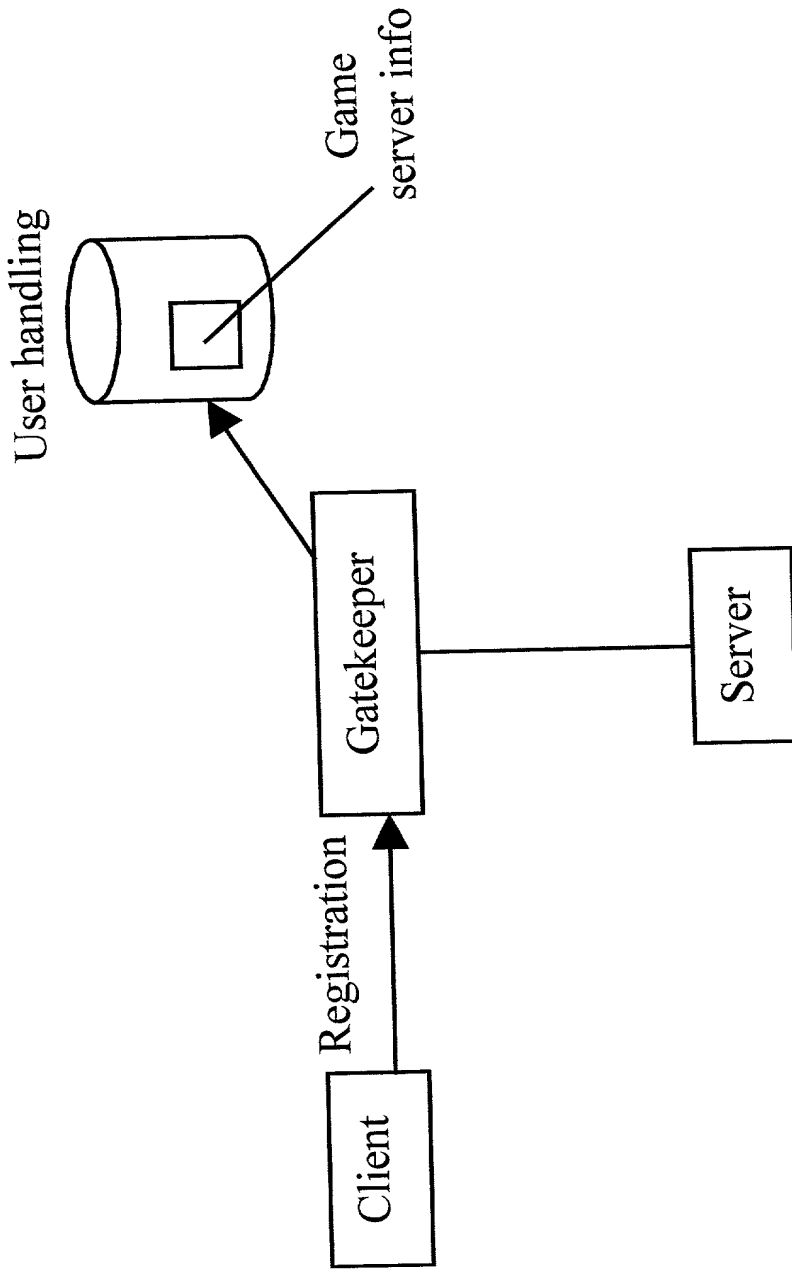 User handling
Game
server info
Registration
Gatekeeper
Client
Server